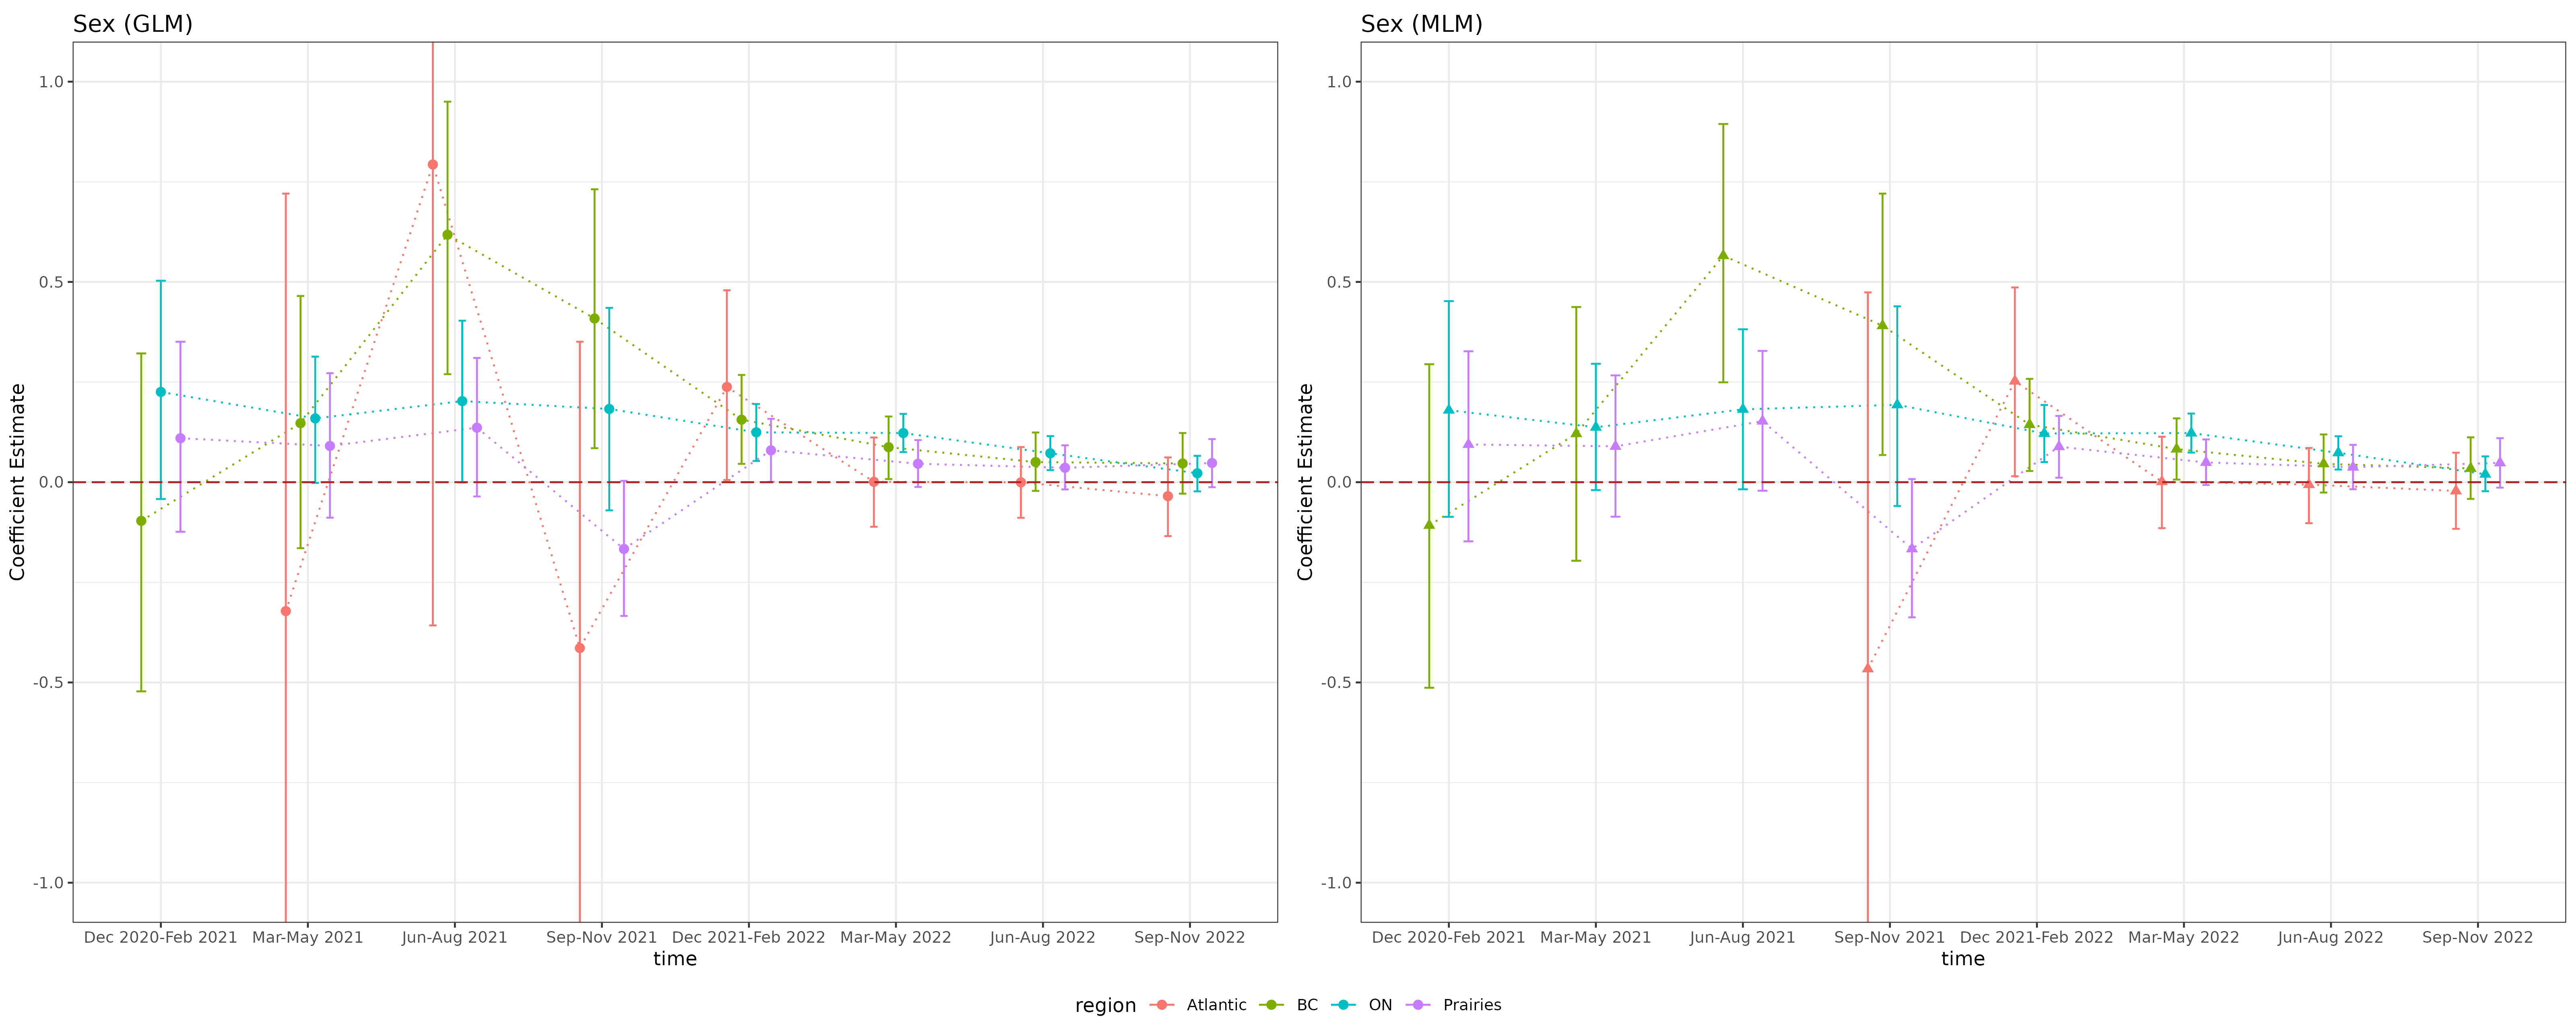 Sex (GLM)
Coefficient Estimate
1.0
0.5
0.0
-0.5
-1.0
Dec 2020-Feb 2021 Mar-May 2021 Jun-Aug 2021 Sep-Nov 2021 Dec 2021-Feb 2022 Mar-May 2022 Jun-Aug 2022 Sep-Nov 2022
time
Sex (MLM)
Coefficient Estimate
1.0
0.5
0.0
-0.5
-1.0
Dec 2020-Feb 2021 Mar-May 2021 Jun-Aug 2021 Sep-Nov 2021 Dec 2021-Feb 2022 Mar-May 2022 Jun-Aug 2022 Sep-Nov 2022
time
region Atlantic BC ON Prairies